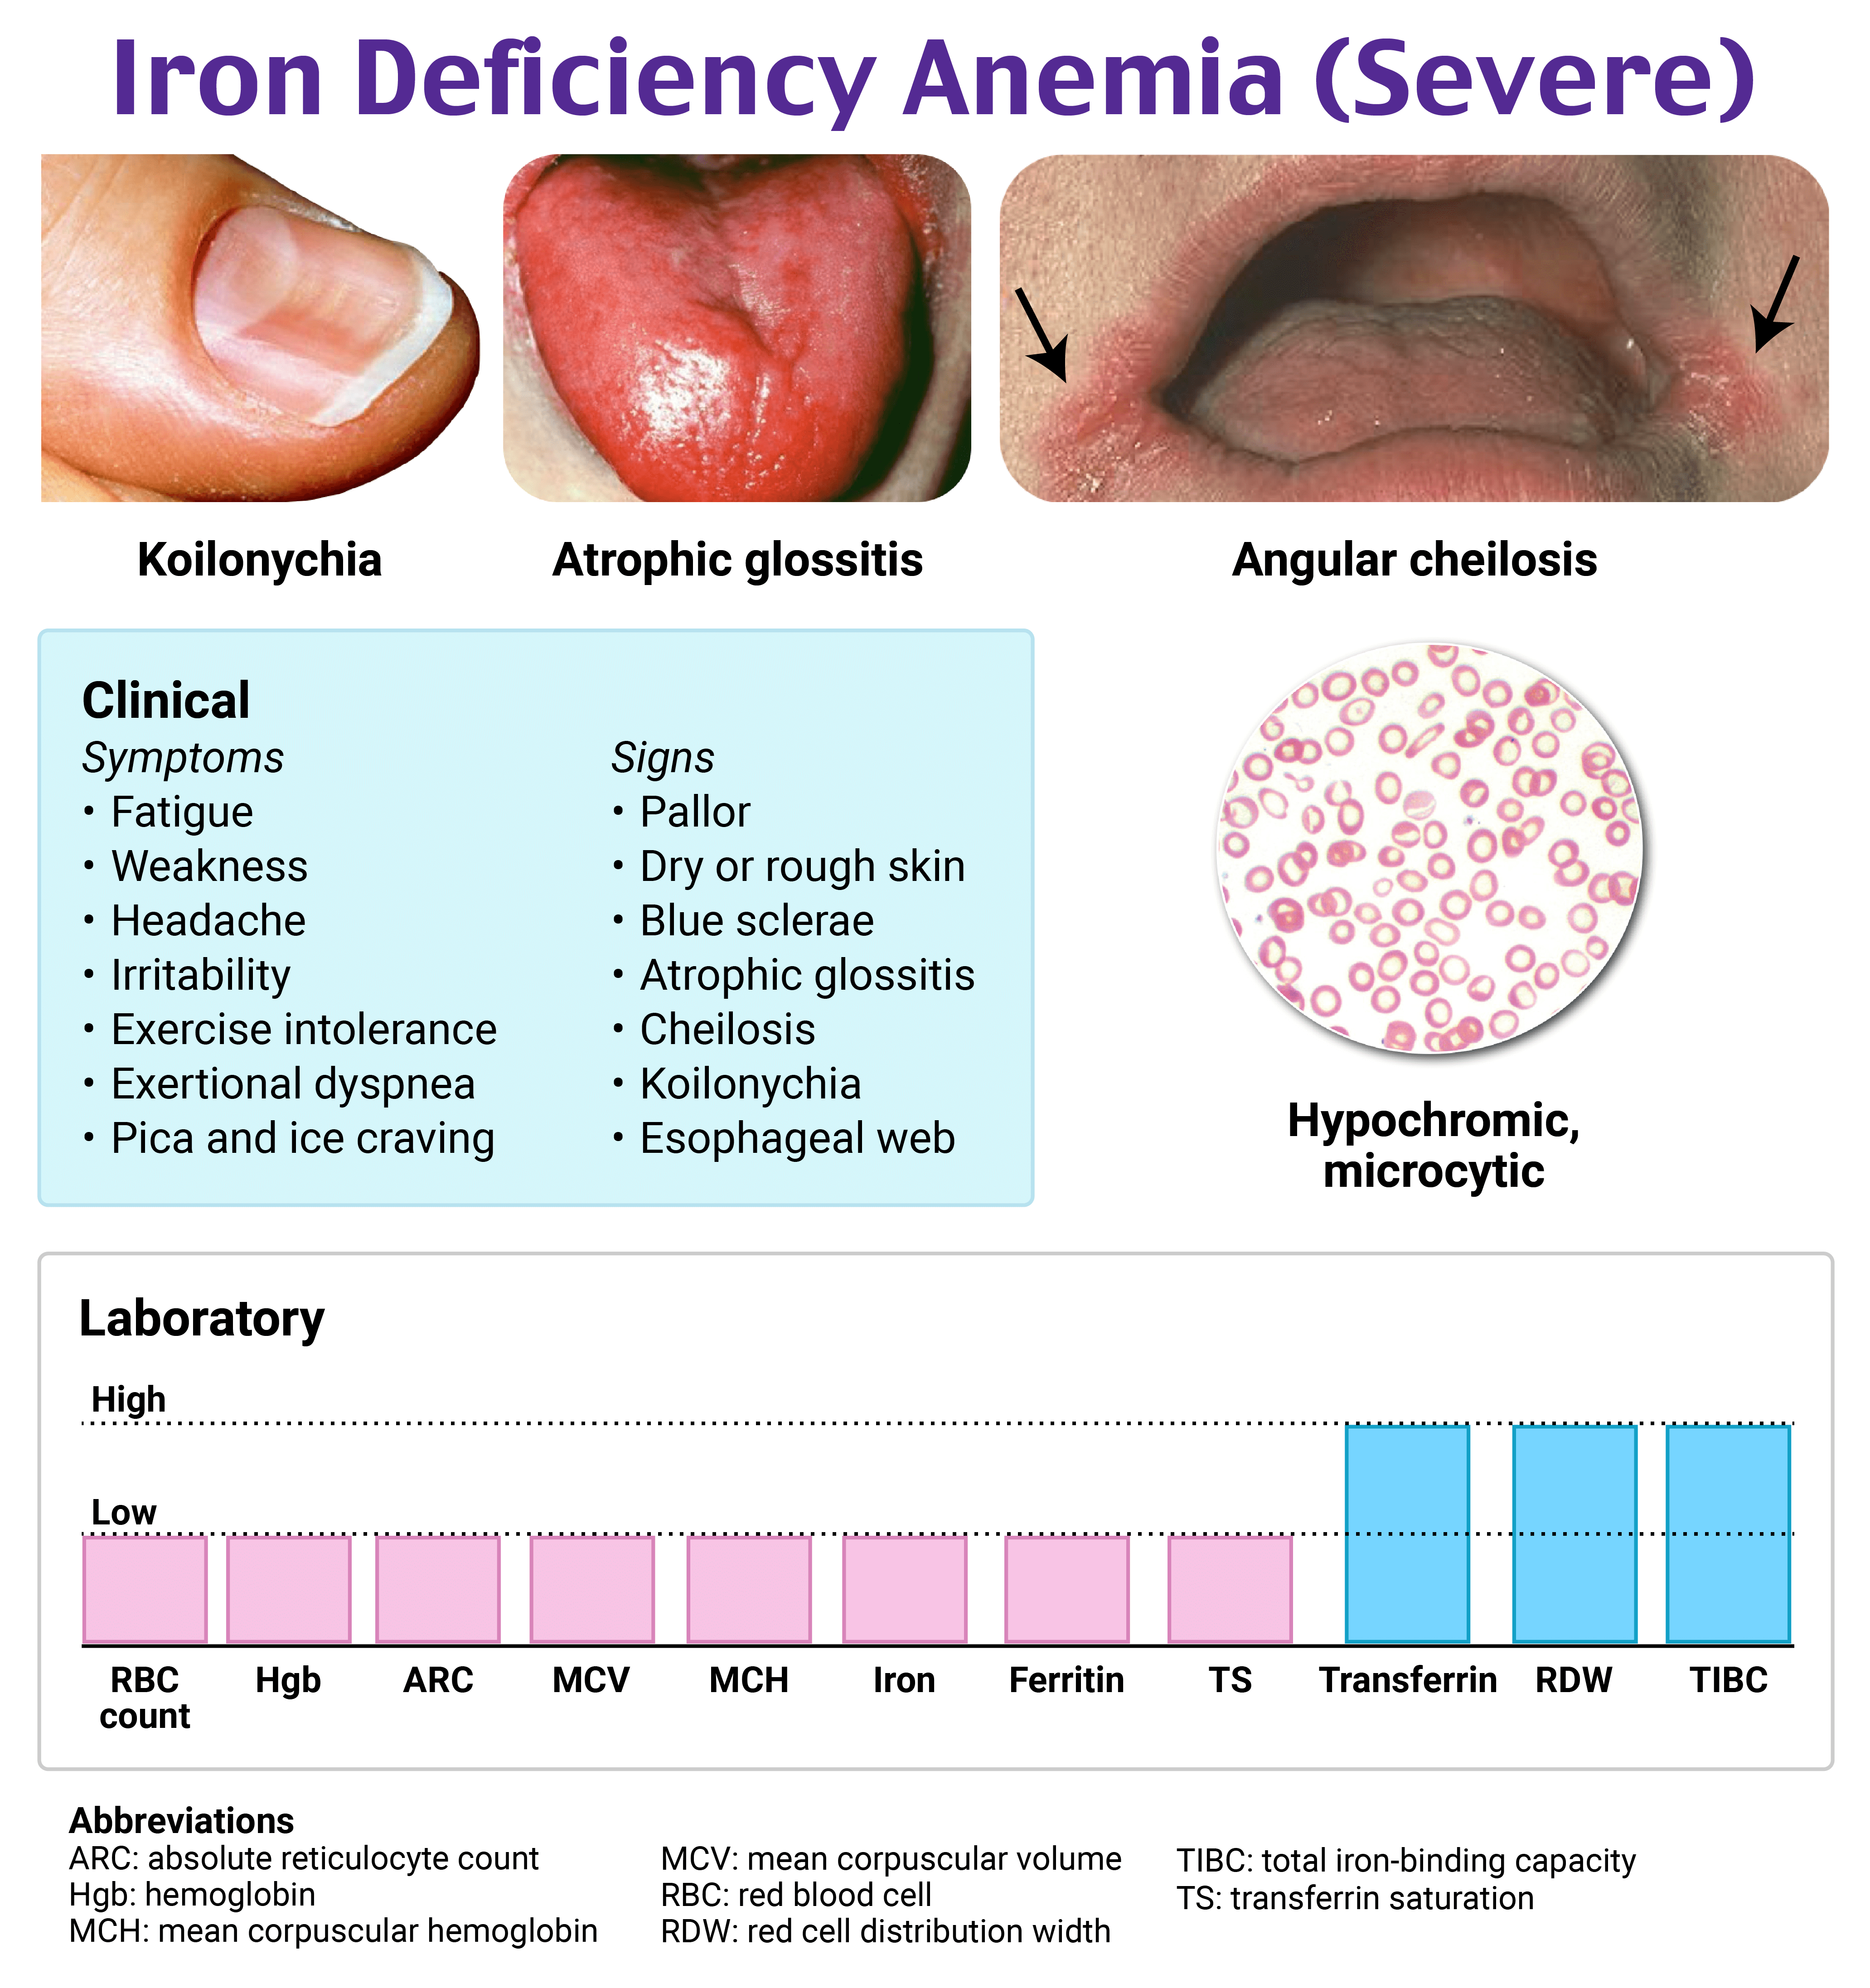 Iron Deficiency Anemia (Severe)
Koilonychia
Atrophic glossitis
Angular cheilosis
Clinical
Symptoms
• Fatigue
• Weakness
• Headache
• Irritability
• Exercise intolerance
• Exertional dyspnea
• Pica and ice craving
Signs
• Pallor
• Dry or rough skin
• Blue sclerae
• Atrophic glossitis
• Cheilosis
• Koilonychia
• Esophageal web
Hypochromic,
microcytic
Laboratory
High
Low
RBC
count
Hgb
ARC
MCV
MCH
Iron
Ferritin
TS
Transferrin
RDW
TIBC
Abbreviations
ARC: absolute reticulocyte count
Hgb: hemoglobin
MCH: mean corpuscular hemoglobin
MCV: mean corpuscular volume
RBC: red blood cell
RDW: red cell distribution width
TIBC: total iron-binding capacity
TS: transferrin saturation